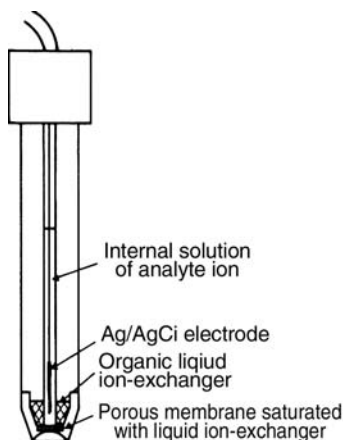 Internal solution
of analyte ion
Ag/AgCi electrode
Organic liqiud
ion-exchanger
Porous membrane saturated
with liquid ion-exchanger